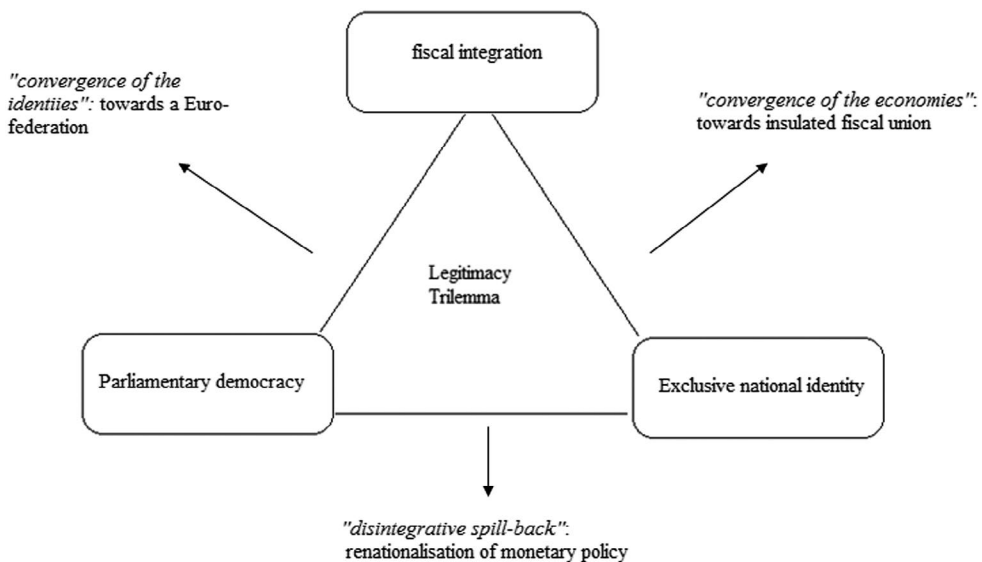 fiscal integration
"convergence of the
identiies": towards a Euro-
federation
"convergence of the economies":
towards insulated fiscal union
Legitimacy
Trilemma
Parliamentary democracy
Exclusive national identity
"disintegrative spill-back":
renationalisation of monetary policy